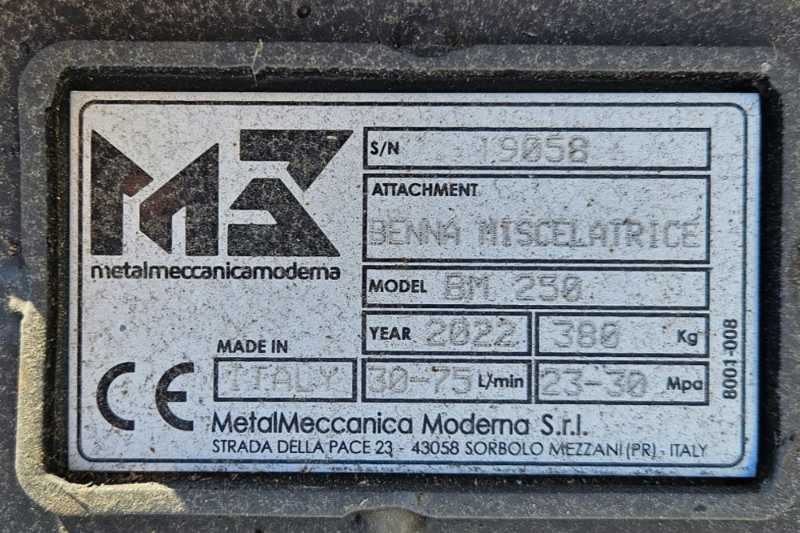 M3
metalmeccanicamoderna
S/N 19058
ATTACHMENT
BENNA MISCELATRICE
MODEL BM 250
YEAR 2022 380 Kg
MADE IN
ITALY 30-75 L/min 23-30 Mpa
CE
8001-008
MetalMeccanica Moderna S.r.l.
STRADA DELLA PACE 23 - 43058 SORBOLO MEZZANI (PR) - ITALY